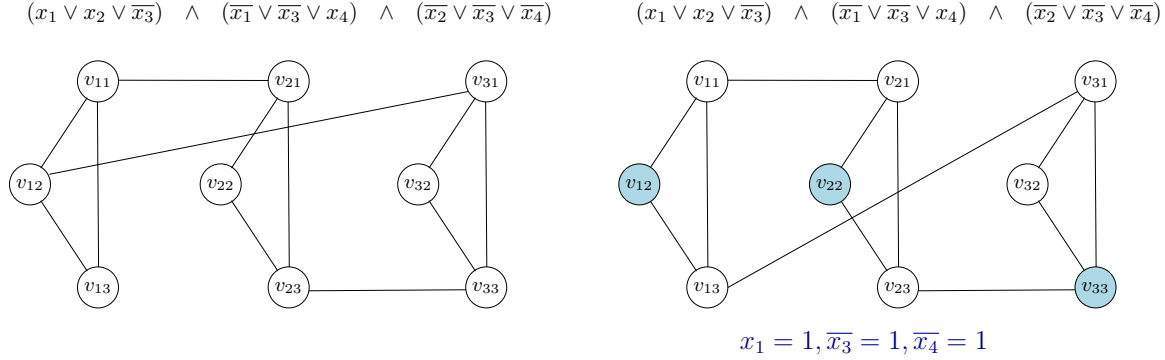 (x₁ ∨ x₂ ∨ x̅₃) ∧ (x̅₁ ∨ x̅₃ ∨ x₄) ∧ (x̅₂ ∨ x̅₃ ∨ x̅₄)
v₁₁ v₂₁ v₃₁
v₁₂ v₂₂ v₃₂
v₁₃ v₂₃ v₃₃
(x₁ ∨ x₂ ∨ x̅₃) ∧ (x̅₁ ∨ x̅₃ ∨ x₄) ∧ (x̅₂ ∨ x̅₃ ∨ x̅₄)
v₁₁ v₂₁ v₃₁
v₁₂ v₂₂ v₃₂
v₁₃ v₂₃ v₃₃
x₁ = 1, x̅₃ = 1, x̅₄ = 1